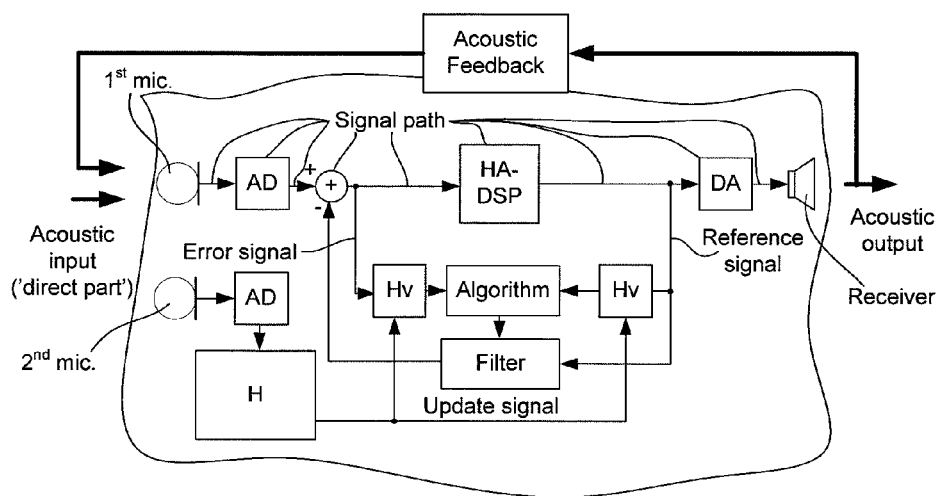 Acoustic
Feedback
1st mic.
Signal path
AD
+
+
-
HA-
DSP
DA
Acoustic
input
('direct part')
Error signal
Reference
signal
Acoustic
output
Receiver
AD
Hv
Algorithm
Hv
2nd mic.
H
Filter
Update signal